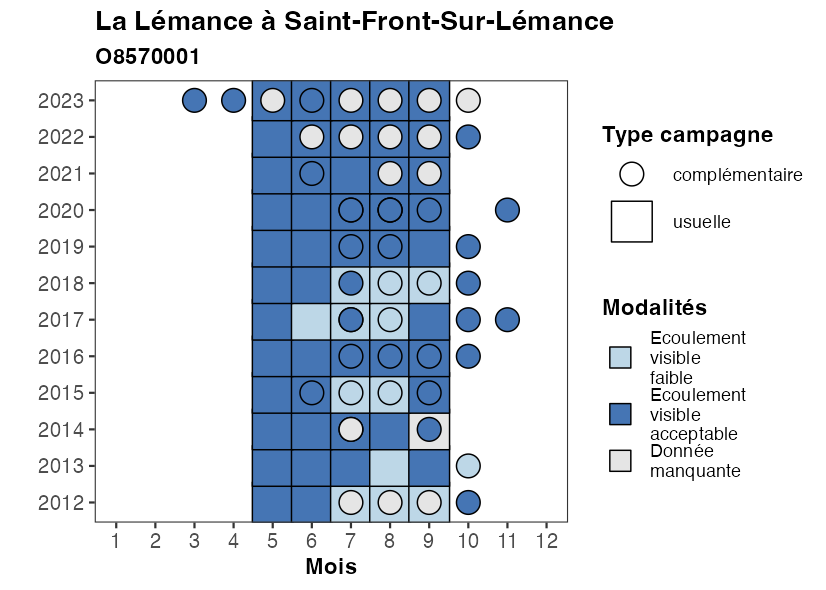 La Lémance à Saint-Front-Sur-Lémance
O8570001
2023
2022
2021
2020
2019
2018
2017
2016
2015
2014
2013
2012
1 2 3 4 5 6 7 8 9 10 11 12
Mois
Type campagne
complémentaire
usuelle
Modalités
Ecoulement
visible
faible
Ecoulement
visible
acceptable
Donnée
manquante